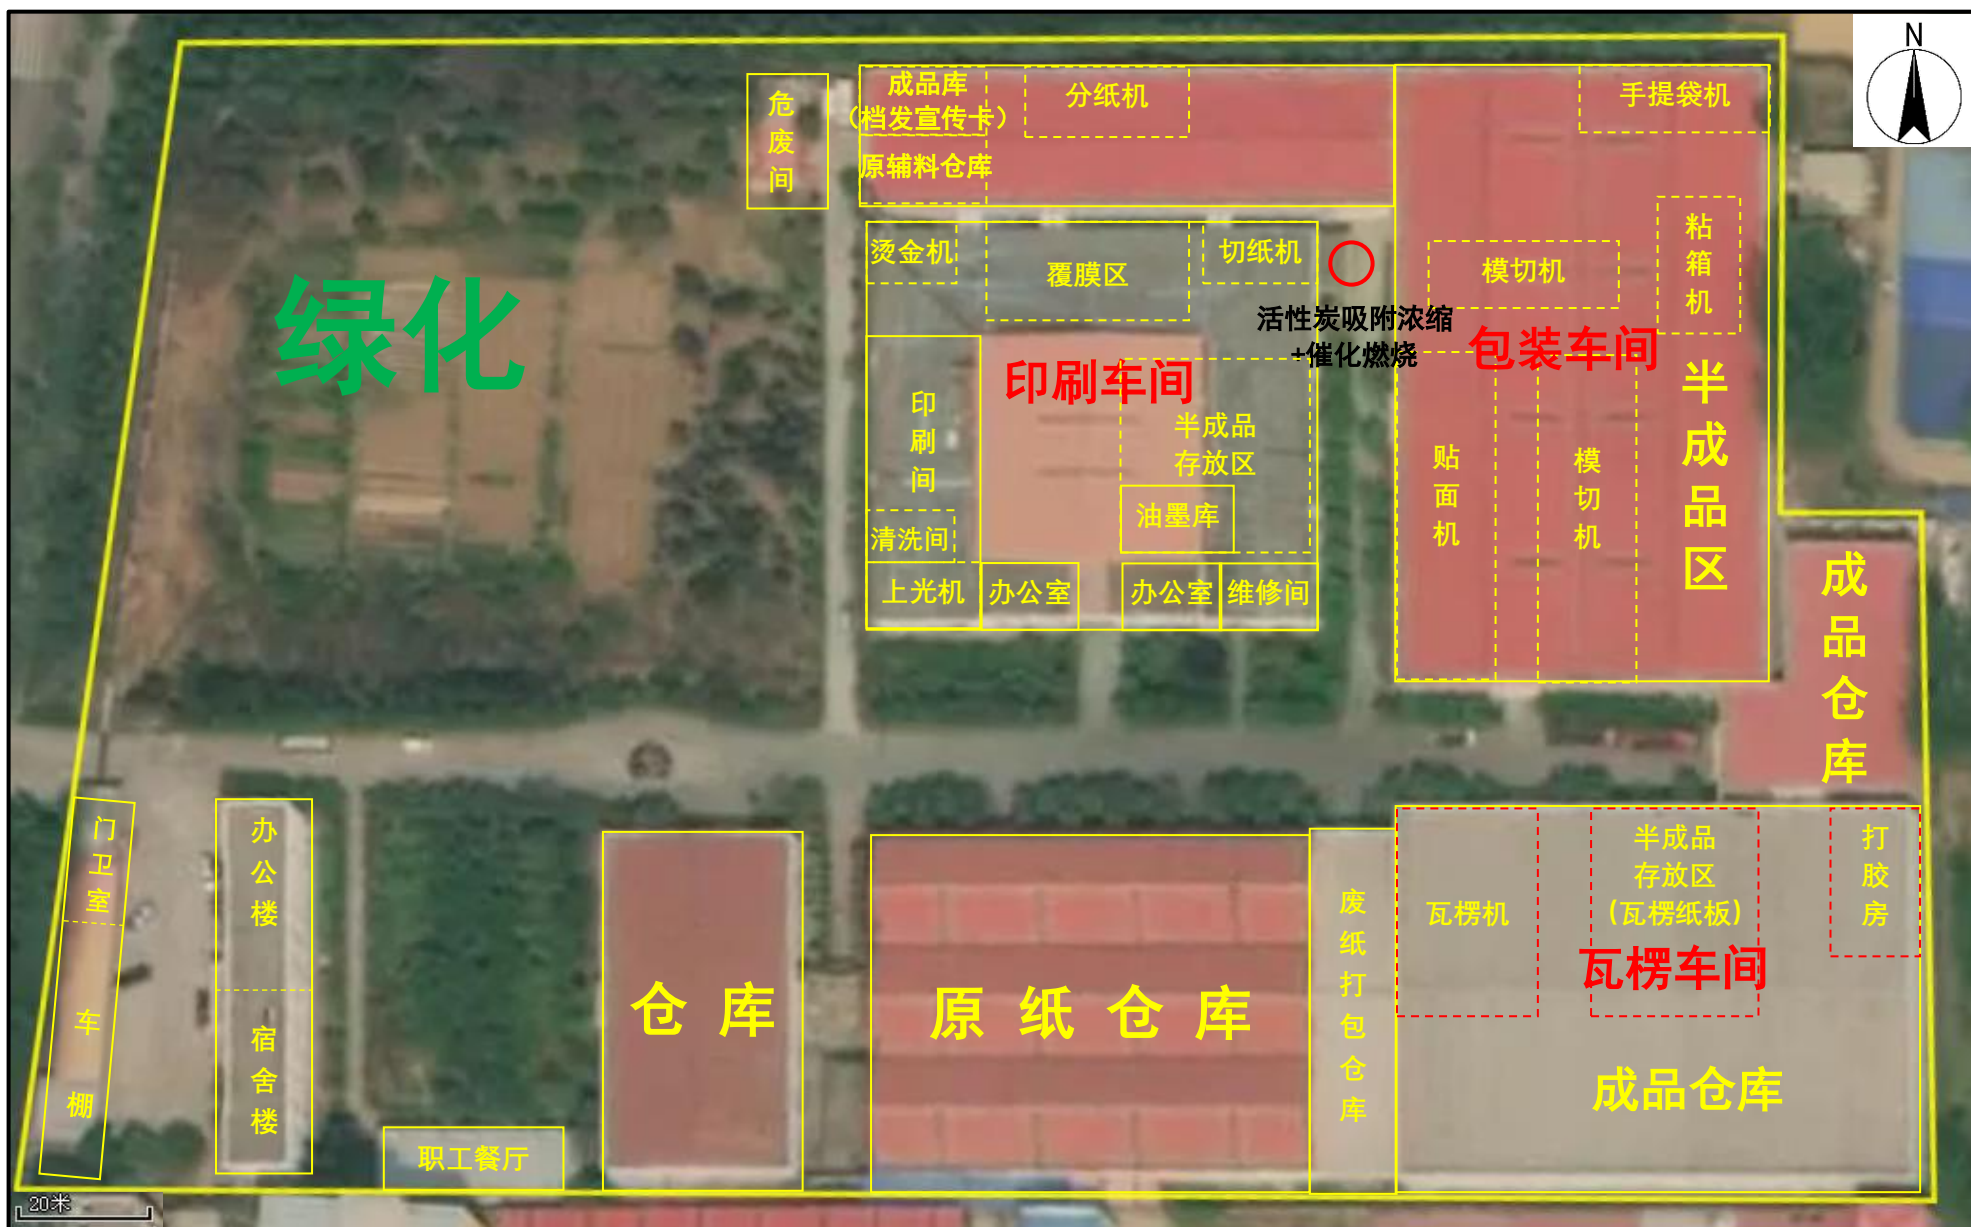 N
成品库
（档发宣传卡）
原辅料仓库
分纸机
手提袋机
危废间
烫金机
覆膜区
切纸机
模切机
粘箱机
绿化
活性炭吸附浓缩
+催化燃烧
包装车间
印刷车间
半成品区
印刷间
半成品
存放区
贴面机
模切机
油墨库
清洗间
上光机
办公室
办公室
维修间
成品仓库
门卫室
办公楼
半成品
存放区
(瓦楞纸板)
打胶房
瓦楞机
废纸打包仓库
瓦楞车间
仓库
原纸仓库
车棚
宿舍楼
成品仓库
职工餐厅
20米